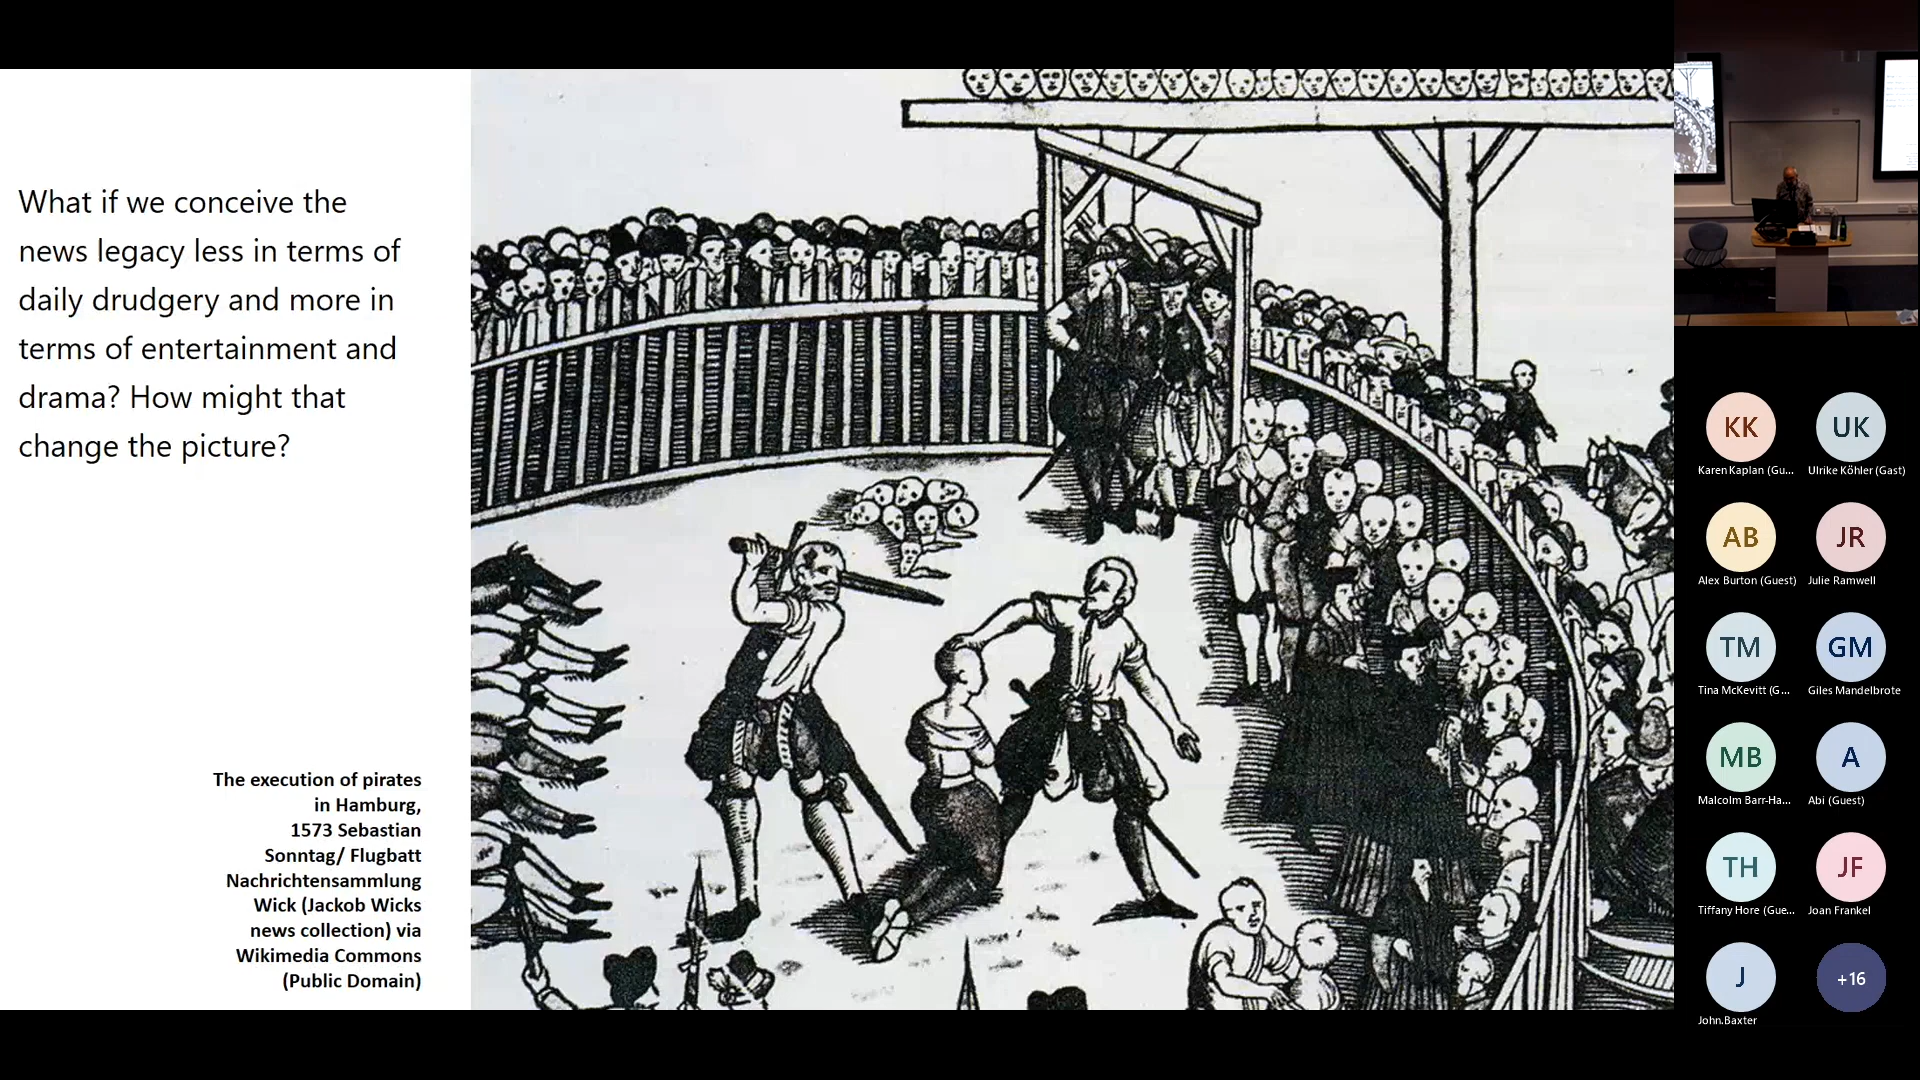 What if we conceive the
news legacy less in terms of
daily drudgery and more in
terms of entertainment and
drama? How might that
change the picture?
The execution of pirates
in Hamburg,
1573 Sebastian
Sonntag/ Flugbatt
Nachrichtensammlung
Wick (Jackob Wicks
news collection) via
Wikimedia Commons
(Public Domain)
KK
UK
Karen Kaplan (Gu...
Ulrike Köhler (Gast)
AB
JR
Alex Burton (Guest)
Julie Ramwell
TM
GM
Tina McKevitt (G...
Giles Mandelbrote
MB
A
Malcolm Barr-Ha...
Abi (Guest)
TH
JF
Tiffany Hore (Gue...
Joan Frankel
J
+16
John.Baxter